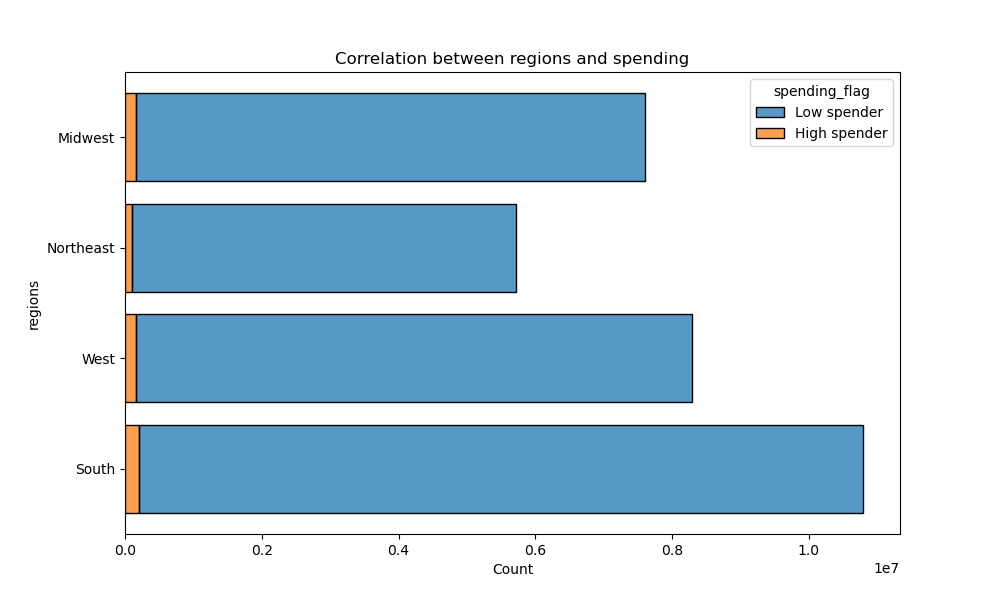 Correlation between regions and spending
spending_flag
Low spender
High spender
Midwest
Northeast
West
South
regions
0.0 0.2 0.4 0.6 0.8 1.0
1e7
Count